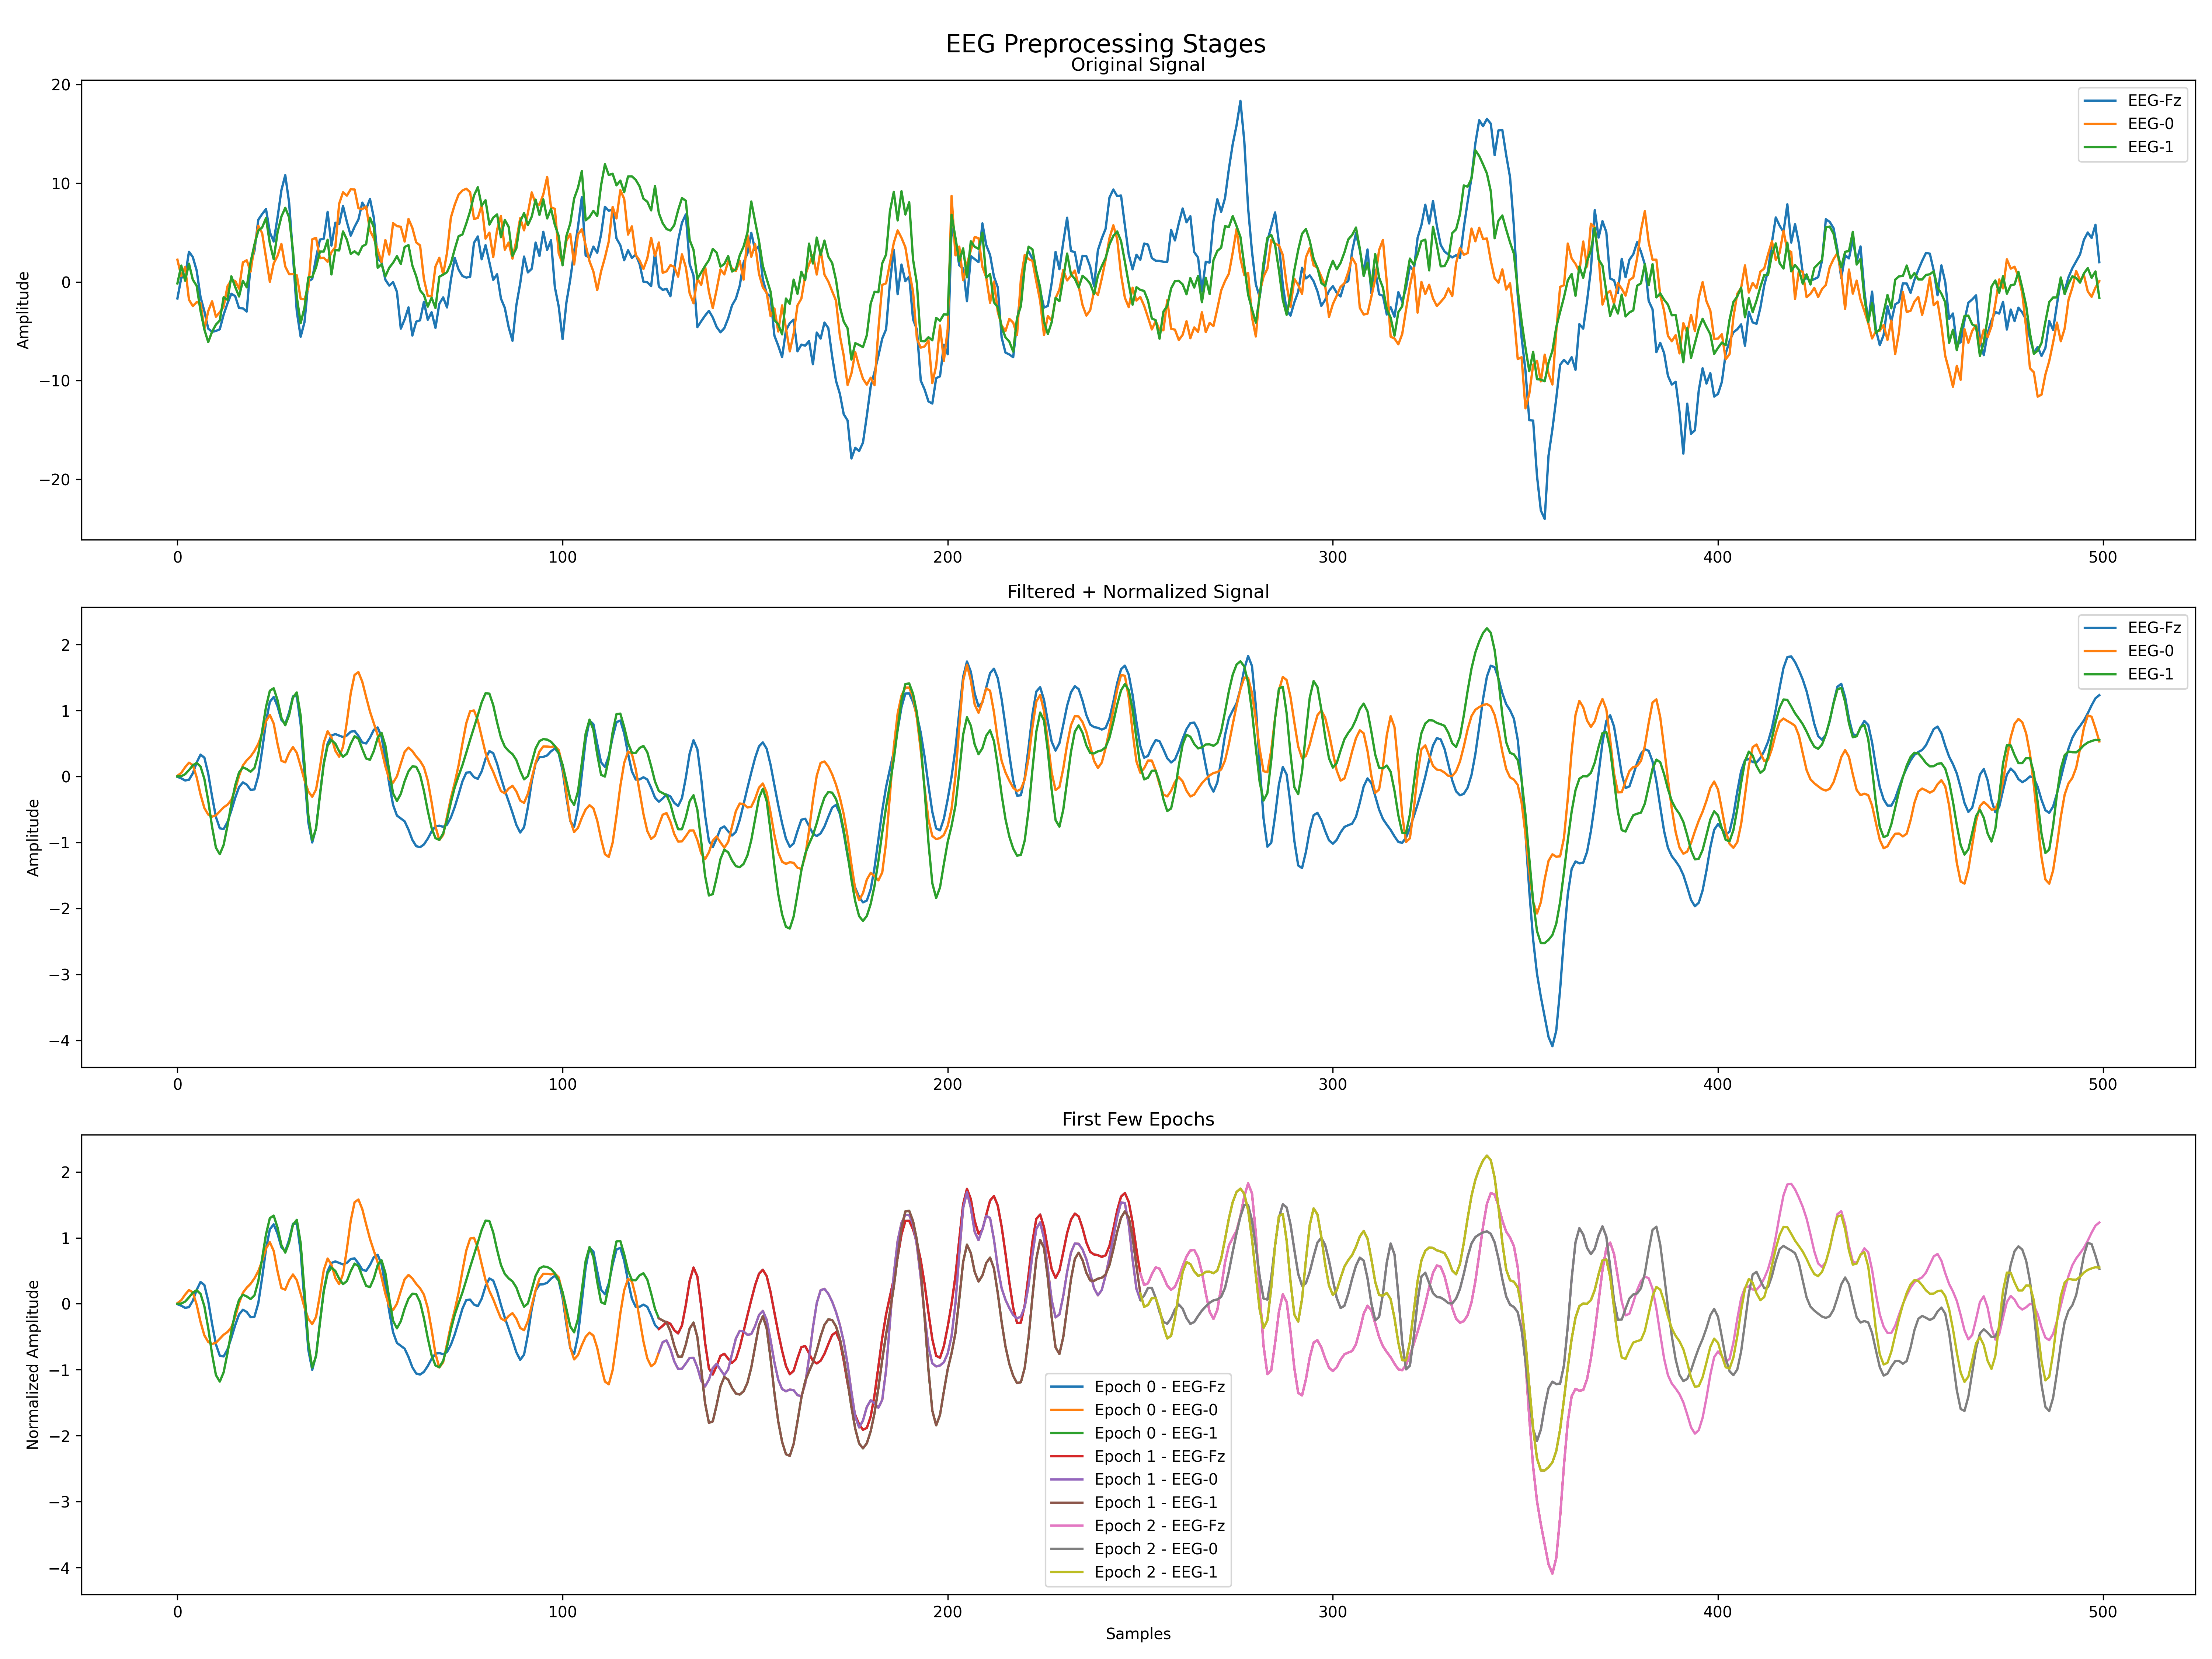 EEG Preprocessing Stages
Original Signal
20
10
0
−10
−20
Amplitude
EEG-Fz
EEG-0
EEG-1
0 100 200 300 400 500
Filtered + Normalized Signal
2
1
0
−1
−2
−3
−4
Amplitude
EEG-Fz
EEG-0
EEG-1
0 100 200 300 400 500
First Few Epochs
2
1
0
−1
−2
−3
−4
Normalized Amplitude
Epoch 0 - EEG-Fz
Epoch 0 - EEG-0
Epoch 0 - EEG-1
Epoch 1 - EEG-Fz
Epoch 1 - EEG-0
Epoch 1 - EEG-1
Epoch 2 - EEG-Fz
Epoch 2 - EEG-0
Epoch 2 - EEG-1
0 100 200 300 400 500
Samples